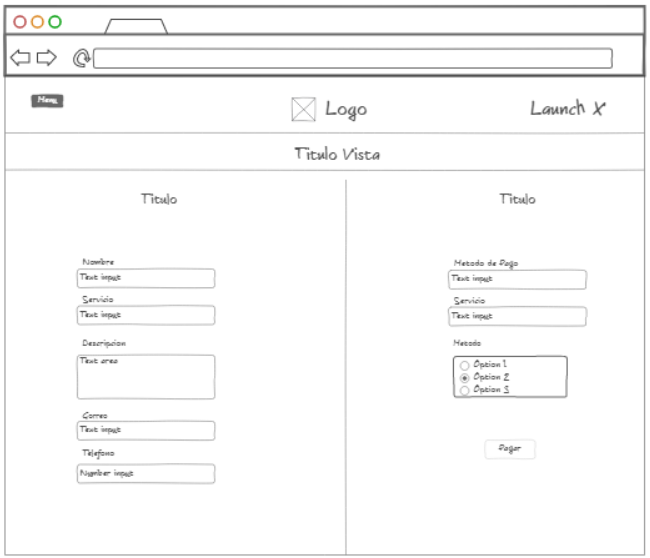 Menu
Logo
Launch X
Titulo Vista
Titulo
Nombre
Text input
Servicio
Text input
Descripcion
Text area
Correo
Text input
Telefono
Number input
Titulo
Metodo de Pago
Text input
Servicio
Text input
Metodo
Option 1
Option 2
Option 3
Pagar